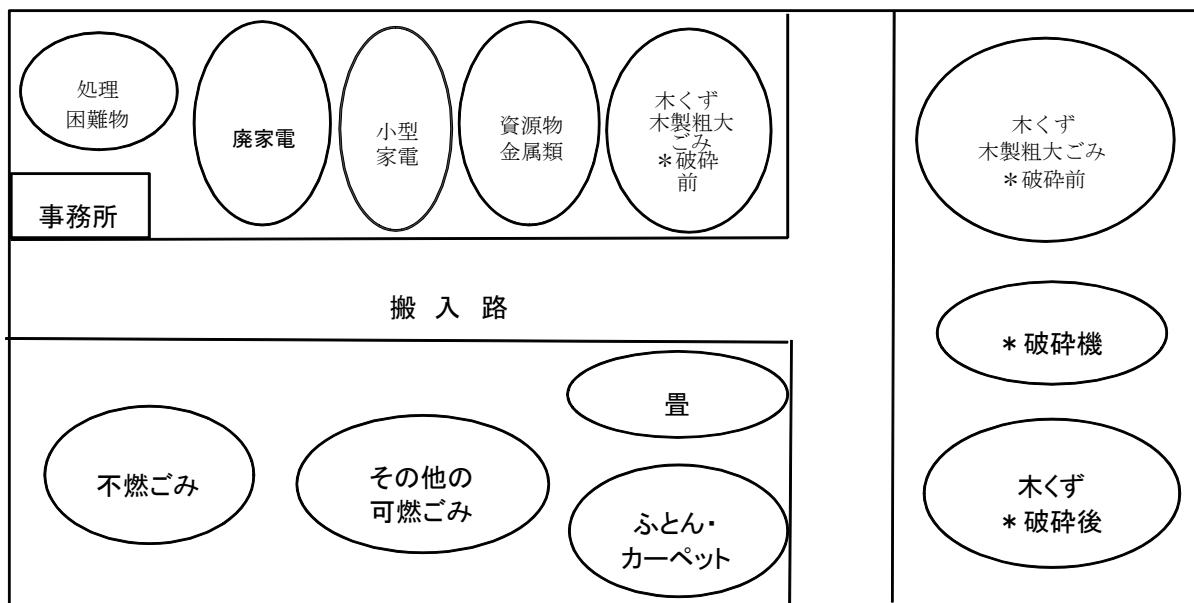 処理
困難物
廃家電
小型
家電
資源物
金属類
木くず
木製粗大
ごみ
＊破砕
前
木くず
木製粗大ごみ
＊破砕前
事務所
搬 入 路
＊破砕機
畳
不燃ごみ
その他の
可燃ごみ
ふとん・
カーペット
木くず
＊破砕後